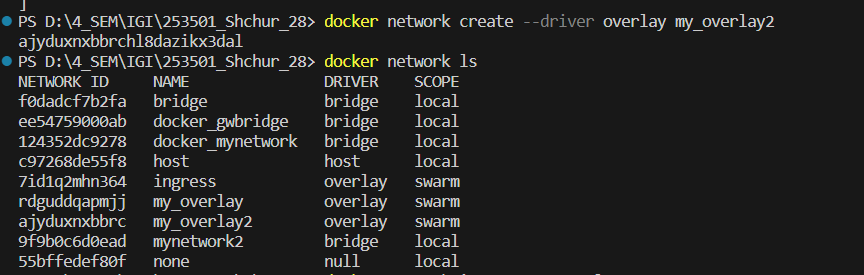 ]
PS D:\4_SEM\IGI\253501_Shchur_28> docker network create --driver overlay my_overlay2
ajyduxnxbbrchl8dazikx3dal
PS D:\4_SEM\IGI\253501_Shchur_28> docker network ls
NETWORK ID     NAME              DRIVER    SCOPE
f0dadcf7b2fa   bridge            bridge    local
ee54759000ab   docker_gwbridge   bridge    local
124352dc9278   docker_mynetwork  bridge    local
c97268de55f8   host              host      local
7id1q2mhn364   ingress           overlay   swarm
rdguddqapmjj   my_overlay        overlay   swarm
ajyduxnxbbrc   my_overlay2       overlay   swarm
9f9b0c6d0ead   mynetwork2        bridge    local
55bffedef80f   none              null      local